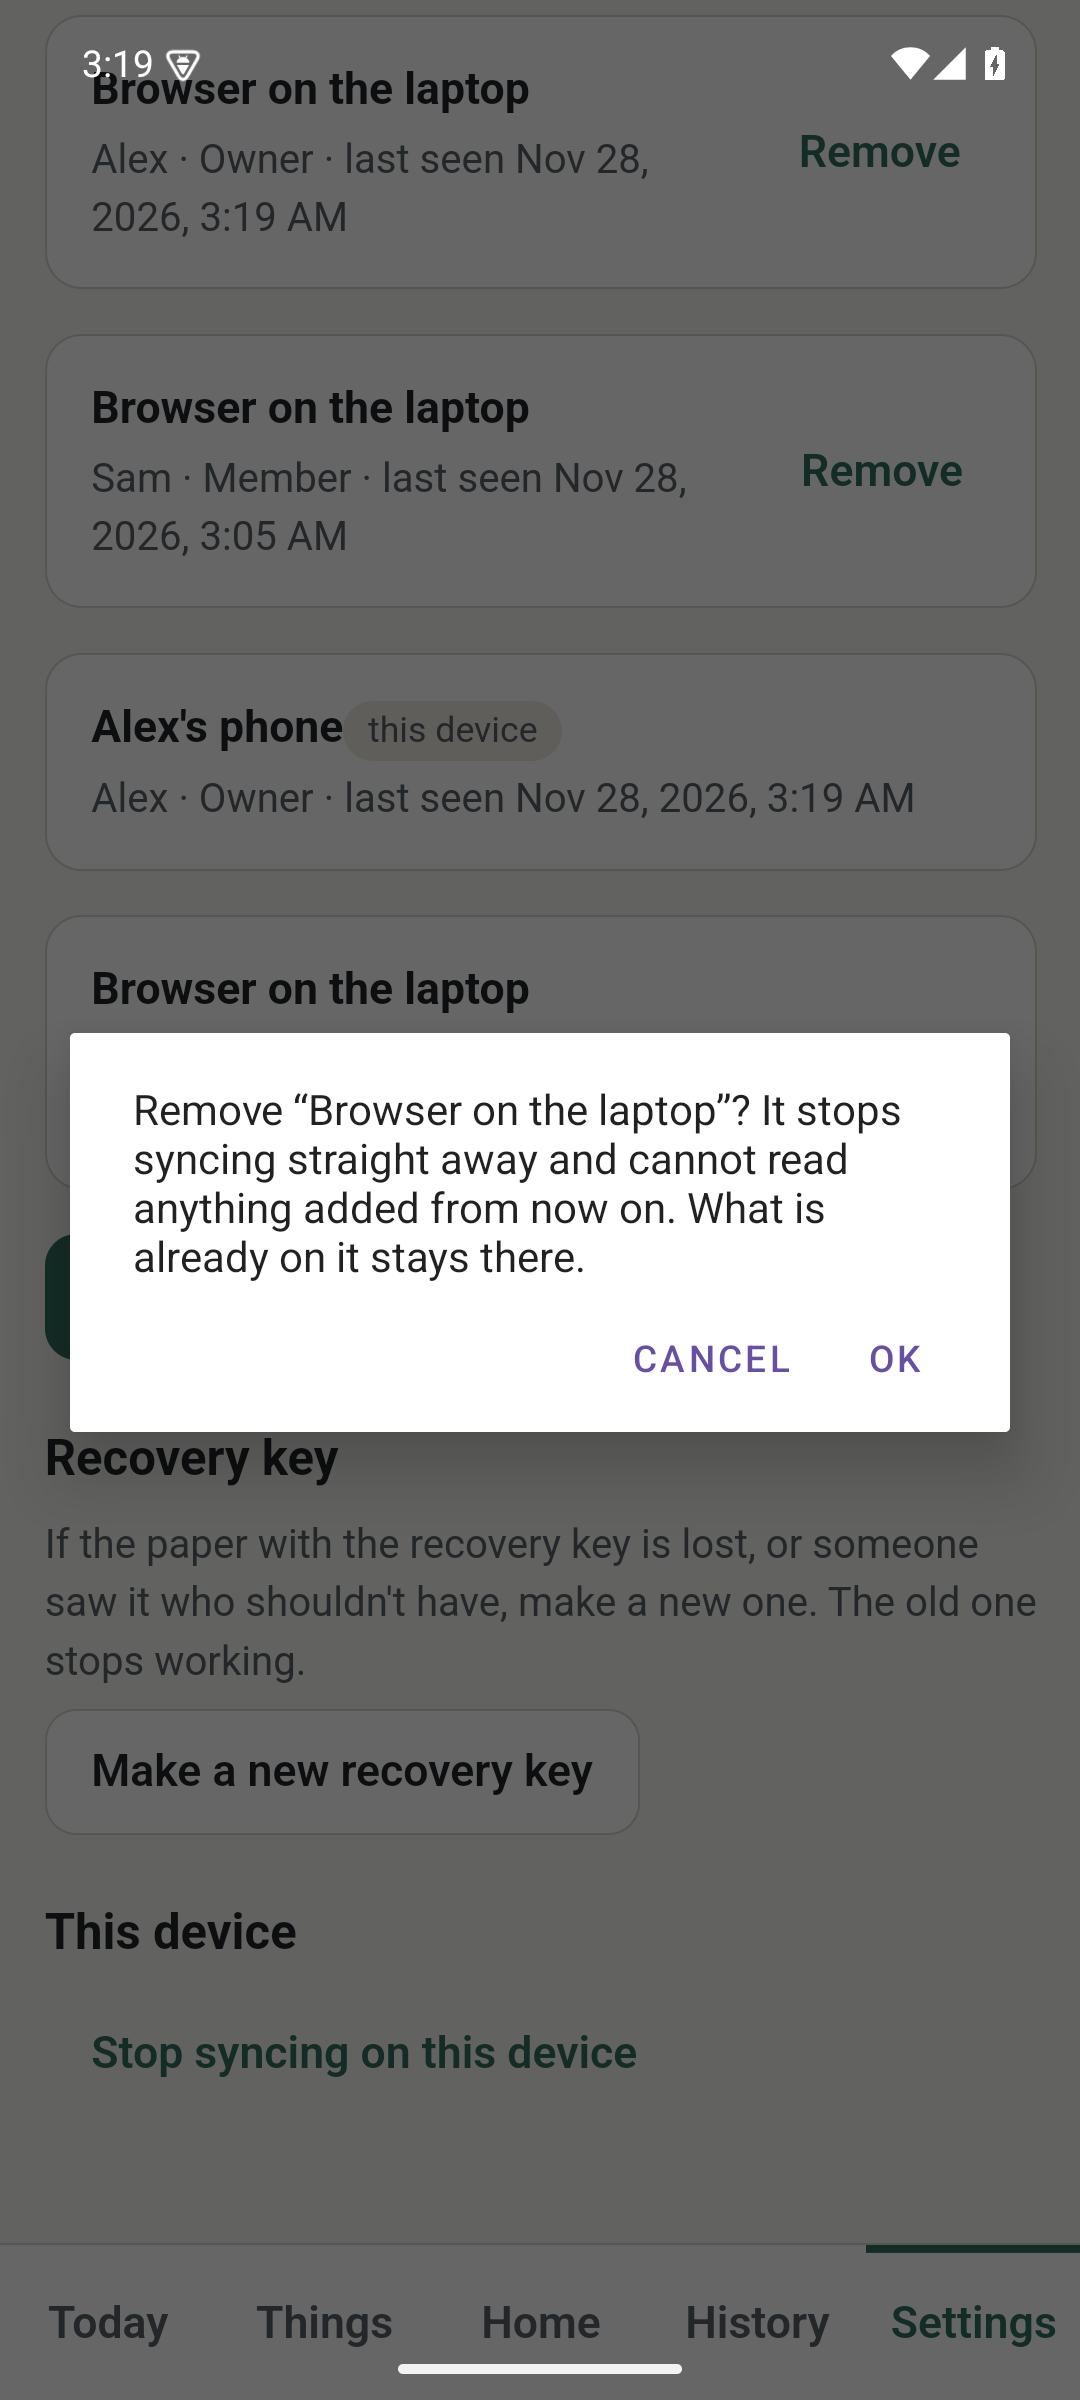 3:19
Browser on the laptop
Alex · Owner · last seen Nov 28,
2026, 3:19 AM
Remove
Browser on the laptop
Sam · Member · last seen Nov 28,
2026, 3:05 AM
Remove
Alex's phone this device
Alex · Owner · last seen Nov 28, 2026, 3:19 AM
Browser on the laptop
Remove “Browser on the laptop”? It stops
syncing straight away and cannot read
anything added from now on. What is
already on it stays there.
CANCEL OK
Recovery key
If the paper with the recovery key is lost, or someone
saw it who shouldn't have, make a new one. The old one
stops working.
Make a new recovery key
This device
Stop syncing on this device
Today Things Home History Settings